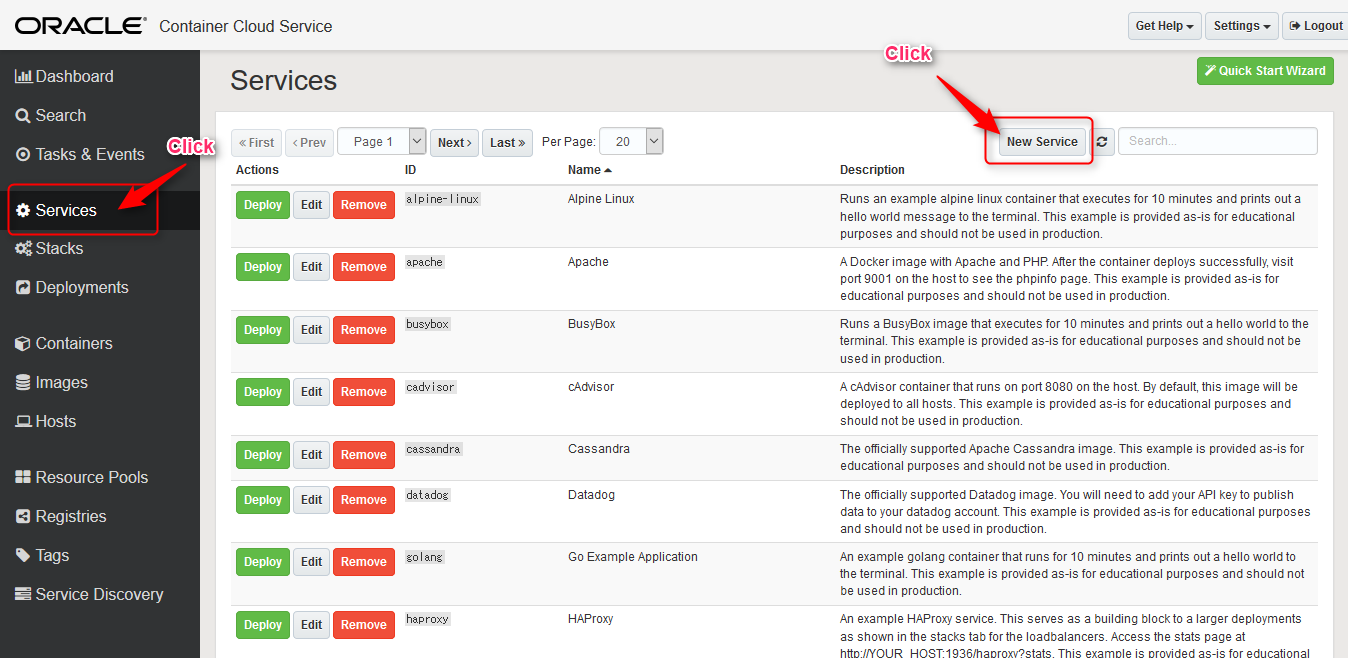 ORACLE® Container Cloud Service
Get Help
Settings
Logout
Dashboard
Search
Tasks & Events
Click
Services
Stacks
Deployments
Containers
Images
Hosts
Resource Pools
Registries
Tags
Service Discovery
Services
Click
Quick Start Wizard
« First
‹ Prev
Page 1
Next ›
Last »
Per Page:
20
New Service
Search...
Actions ID Name Description
Deploy Edit Remove alpine-linux Alpine Linux Runs an example alpine linux container that executes for 10 minutes and prints out a
hello world message to the terminal. This example is provided as-is for educational
purposes and should not be used in production.
Deploy Edit Remove apache Apache A Docker image with Apache and PHP. After the container deploys successfully, visit
port 9001 on the host to see the phpinfo page. This example is provided as-is for
educational purposes and should not be used in production.
Deploy Edit Remove busybox BusyBox Runs a BusyBox image that executes for 10 minutes and prints out a hello world to the
terminal. This example is provided as-is for educational purposes and should not be
used in production.
Deploy Edit Remove cadvisor cAdvisor A cAdvisor container that runs on port 8080 on the host. By default, this image will be
deployed to all hosts. This example is provided as-is for educational purposes and
should not be used in production.
Deploy Edit Remove cassandra Cassandra The officially supported Apache Cassandra image. This example is provided as-is for
educational purposes and should not be used in production.
Deploy Edit Remove datadog Datadog The officially supported Datadog image. You will need to add your API key to publish
data to your datadog account. This example is provided as-is for educational purposes
and should not be used in production.
Deploy Edit Remove golang Go Example Application An example golang container that runs for 10 minutes and prints out a hello world to
the terminal. This example is provided as-is for educational purposes and should not
be used in production.
Deploy Edit Remove haproxy HAProxy An example HAProxy service. This serves as a building block to a larger deployments
as shown in the stacks tab for the loadbalancers. Access the stats page at
http://YOUR_HOST:1936/haproxy?stats. This example is provided as-is for educational